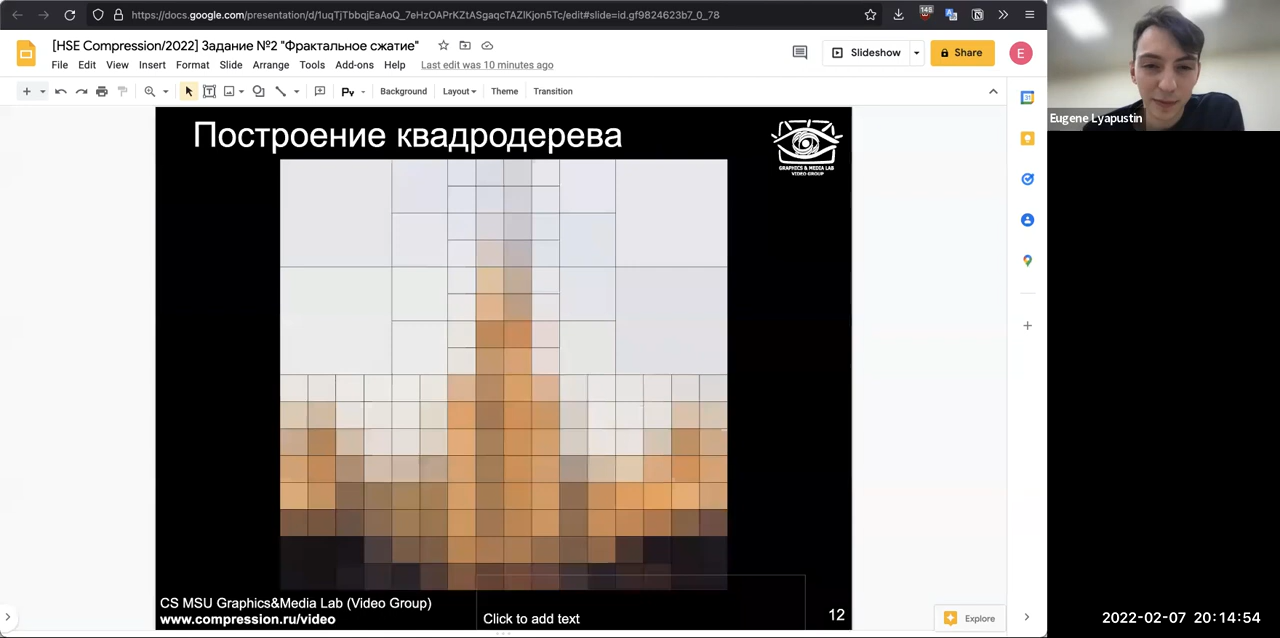 https://docs.google.com/presentation/d/1uqTjTbbqjEaAoQ_7eHzOAPrKZtASgaqcTAZlKjon5Tc/edit#slide=id.gf9824623b7_0_78
146
[HSE Compression/2022] Задание №2 "Фрактальное сжатие"
File Edit View Insert Format Slide Arrange Tools Add-ons Help Last edit was 10 minutes ago
Slideshow
Share
E
Background Layout Theme Transition
31
Eugene Lyapustin
Построение квадродерева
GRAPHICS & MEDIA LAB
VIDEO GROUP
CS MSU Graphics&Media Lab (Video Group)
www.compression.ru/video
Click to add text
12
Explore
2022-02-07 20:14:54